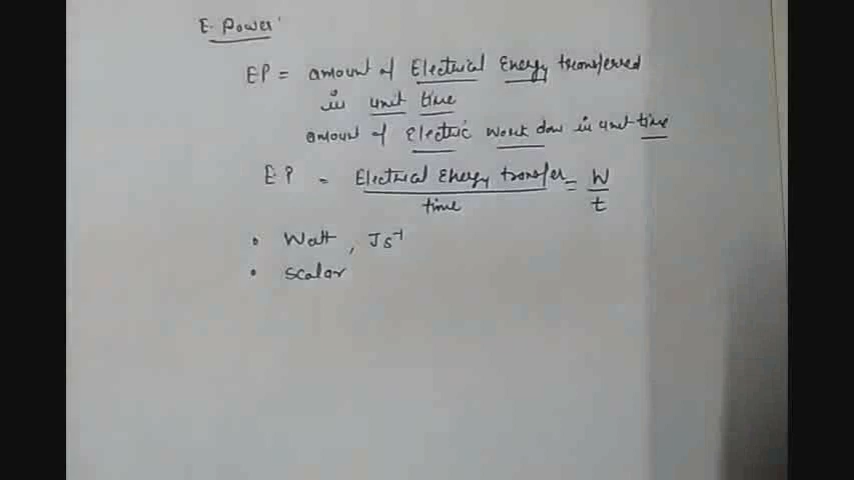 E. Power
EP = amount of Electrical Energy transferred
in unit time
amount of Electric work don in unit time
E.P = Electrical Energy transfer / time = W / t
• Watt, Js⁻¹
• scalar